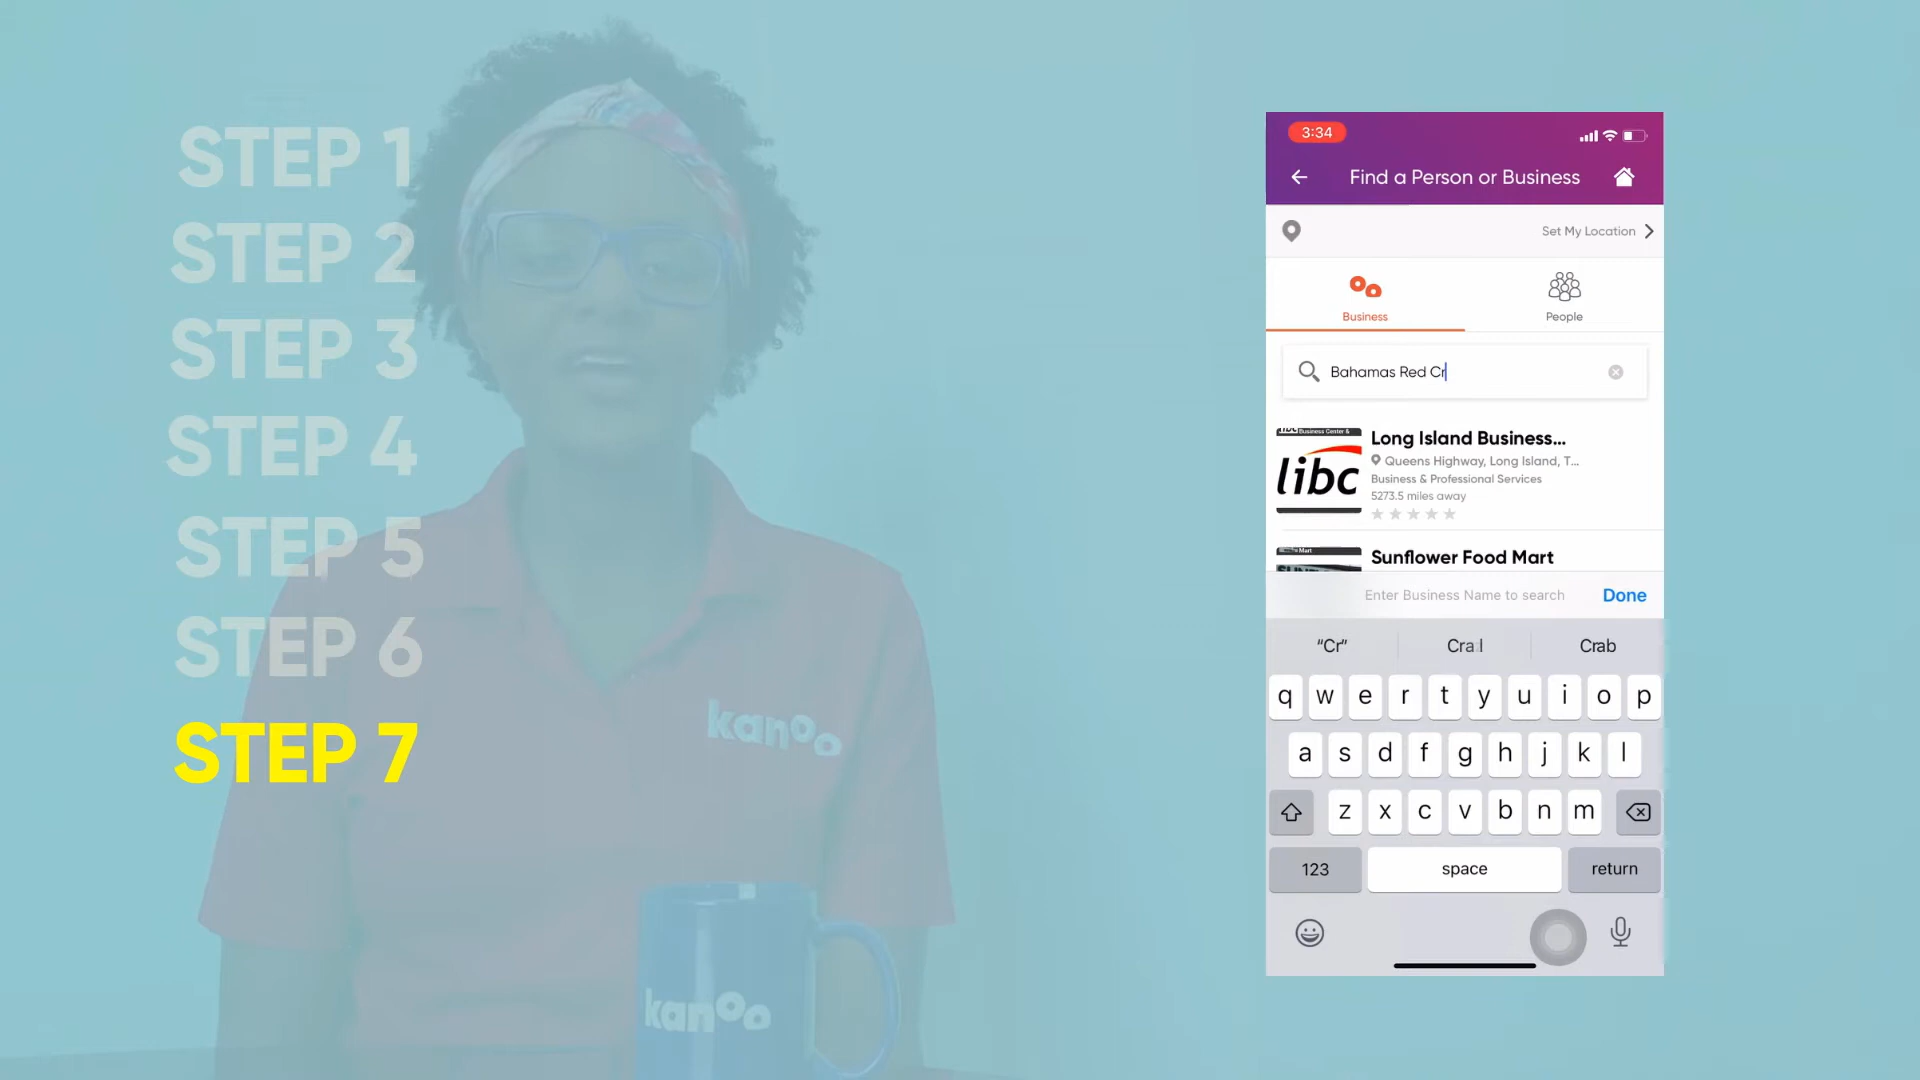 STEP 1
STEP 2
STEP 3
STEP 4
STEP 5
STEP 6
STEP 7
kanoo
kanoo
3:34
Find a Person or Business
Set My Location
Business
People
Bahamas Red Cr
Business Center &
libc
Long Island Business...
Queens Highway, Long Island, T...
Business & Professional Services
5273.5 miles away
Mart
Sunflower Food Mart
Enter Business Name to search
Done
“Cr”
Crab
q w e r t y u i o p
a s d f g h j k l
z x c v b n m
123
space
return